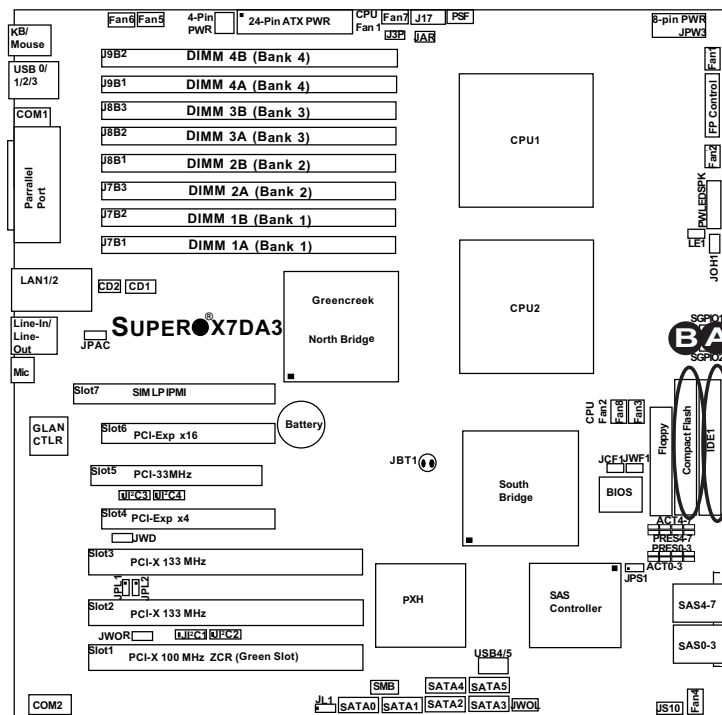 Fan6 Fan5
4-Pin
PWR
24-Pin ATX PWR
CPU
Fan 1
Fan7
J17
PSF
J3P
JAR
8-pin PWR
JPW3
KB/
Mouse
USB 0/
1/2/3
COM1
Parrallel
Port
J9B2 DIMM 4B (Bank 4)
J9B1 DIMM 4A (Bank 4)
J8B3 DIMM 3B (Bank 3)
J8B2 DIMM 3A (Bank 3)
J8B1 DIMM 2B (Bank 2)
J7B3 DIMM 2A (Bank 2)
J7B2 DIMM 1B (Bank 1)
J7B1 DIMM 1A (Bank 1)
CPU1
CPU2
Fan1
FP Control
Fan2
PWLEDSPK
LE1
JOH1
LAN1/2
CD2
CD1
SUPER®X7DA3
JPAC
Line-In/
Line-
Out
Mic
Greencreek
North Bridge
SGPIO1
B
A
SGPIO2
Slot7 SIMLPIPMI
GLAN
CTLR
Slot6
PCI-Exp x16
Battery
Slot5
PCI-33MHz
JI²C3
JI²C4
Slot4
PCI-Exp x4
JWD
Slot3
PCI-X 133 MHz
JPL1
JPL2
Slot2
PCI-X 133 MHz
JWOR
JI²C1
JI²C2
Slot1
PCI-X 100 MHz ZCR (Green Slot)
CPU
Fan2
Fan8
Fan3
Floppy
Compact Flash
IDE1
JBT1
JCF1
JWF1
BIOS
South
Bridge
ACT4-7
PRES4-7
PRES0-3
ACT0-3
JPS1
PXH
SAS
Controller
SAS4-7
SAS0-3
USB4/5
COM2
JL1
SMB
SATA0
SATA1
SATA4
SATA2
SATA5
SATA3
JWOL
JS10
Fan4